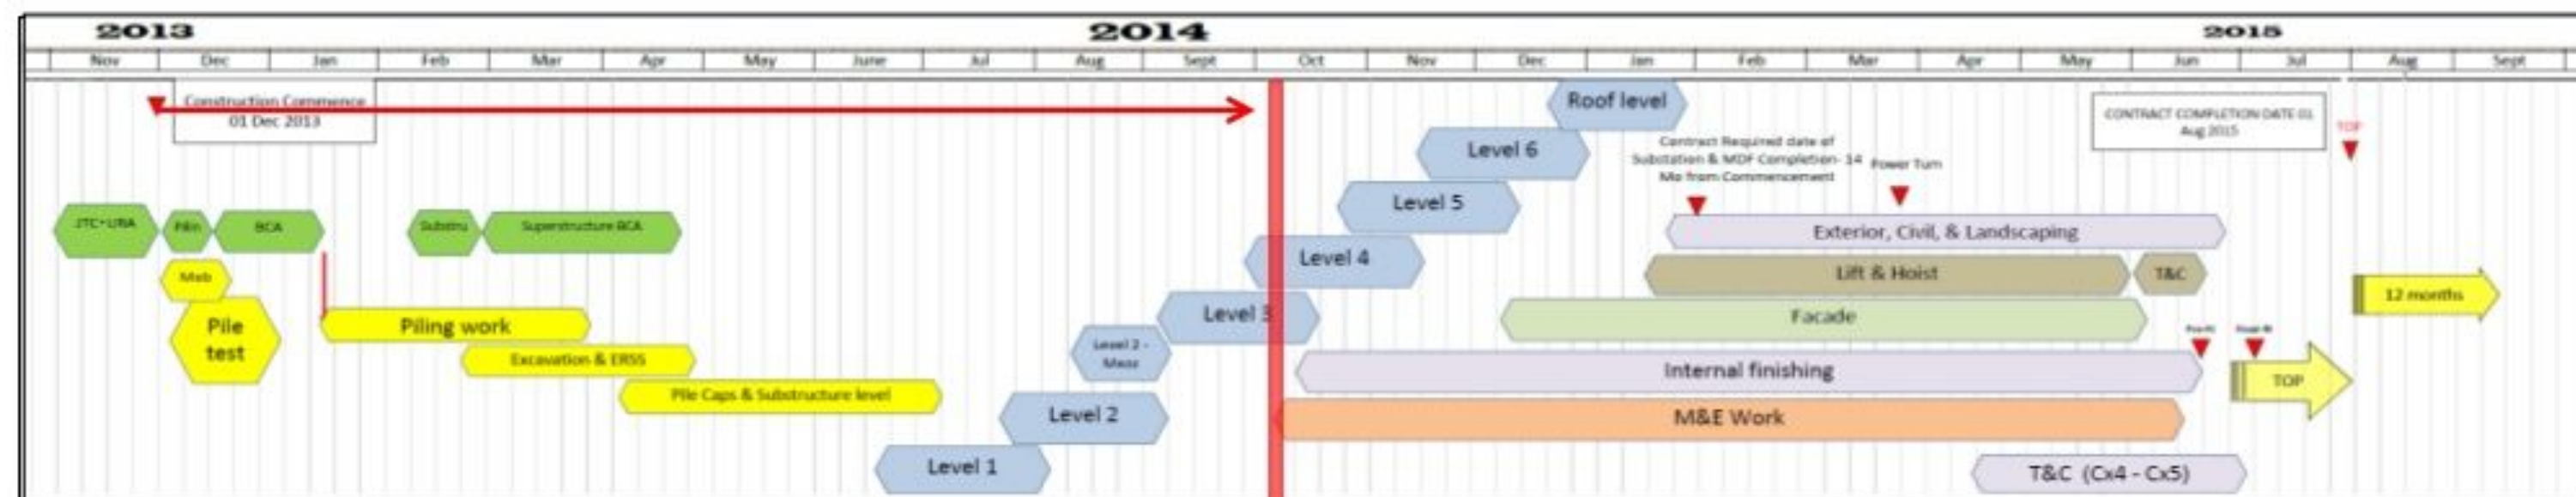 2013 2014 2015
Nov Dec Jan Feb Mar Apr May June Jul Aug Sept Oct Nov Dec Jan Feb Mar Apr May Jun Jul Aug Sept
Construction Commence
01 Dec 2013
Roof level
CONTRACT COMPLETION DATE 01
Aug 2015
TOP
Level 6
Contract Required date of
Substation & MDF Completion- 14
Mo from Commencement
Power Turn
Level 5
JTC+URA
Pilin
BCA
Substru
Superstructure BCA
Exterior, Civil, & Landscaping
Level 4
Mob
Lift & Hoist
T&C
12 months
Level 3
Pile
test
Piling work
Facade
Level 2 -
Mezz
Excavation & ERSS
Internal finishing
TOP
Pile Caps & Substructure level
Level 2
M&E Work
Level 1
T&C (Cx4 - Cx5)